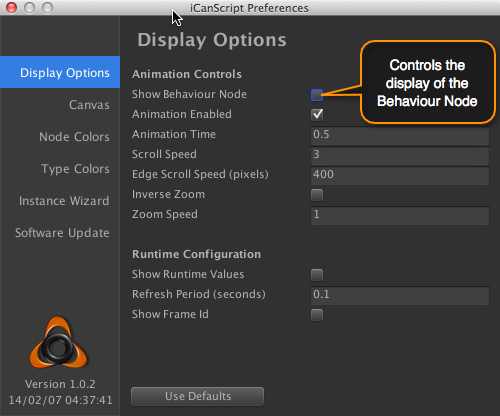 iCanScript Preferences
Display Options
Canvas
Node Colors
Type Colors
Instance Wizard
Software Update
Version 1.0.2
14/02/07 04:37:41
Display Options
Animation Controls
Show Behaviour Node
Animation Enabled
Animation Time 0.5
Scroll Speed 3
Edge Scroll Speed (pixels) 400
Inverse Zoom
Zoom Speed 1
Runtime Configuration
Show Runtime Values
Refresh Period (seconds) 0.1
Show Frame Id
Use Defaults
Controls the
display of the
Behaviour Node